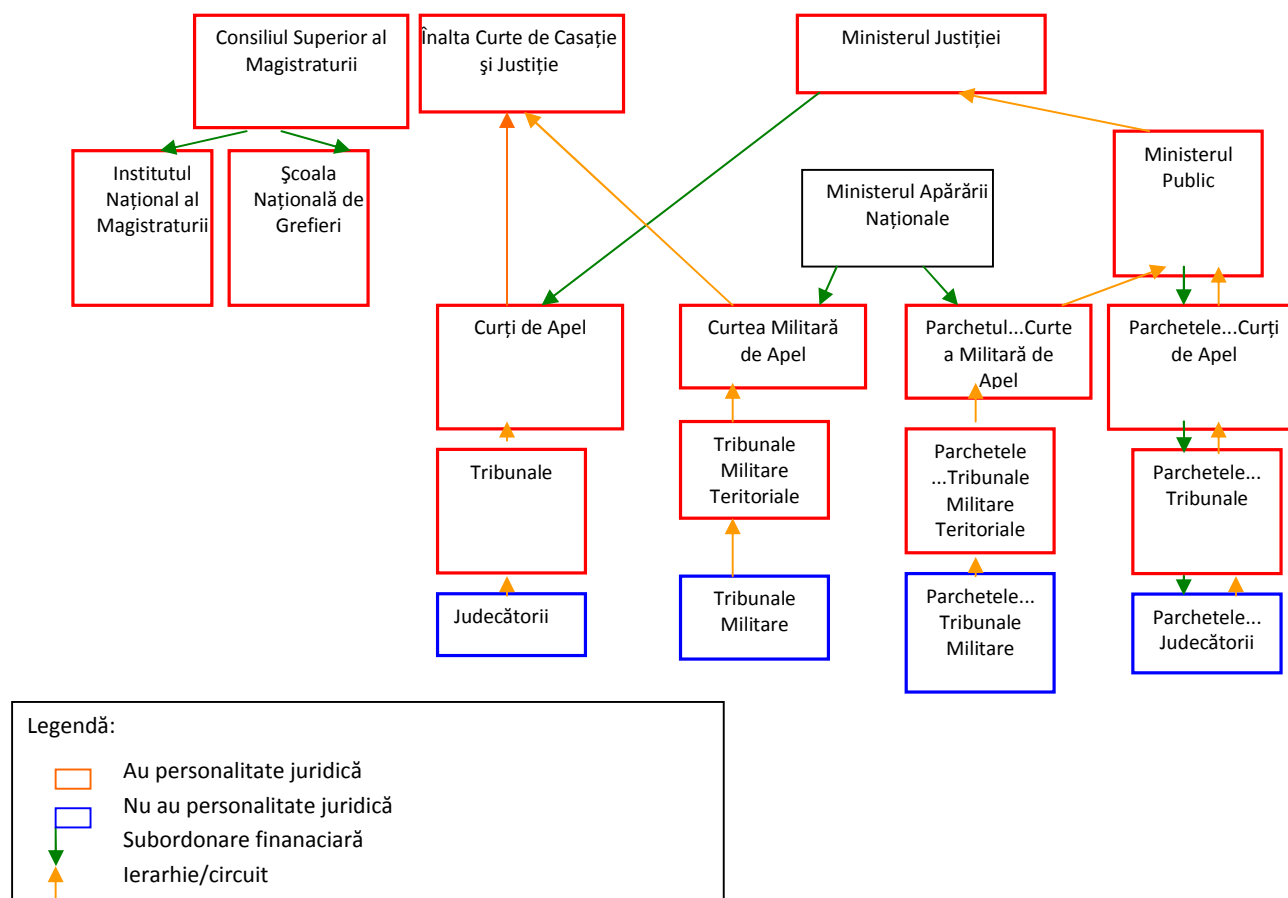 Consiliul Superior al
Magistraturii
Înalta Curte de Casație
şi Justiție
Ministerul Justiției
Institutul
Național al
Magistraturii
Şcoala
Națională de
Grefieri
Ministerul Apărării
Naționale
Ministerul
Public
Curți de Apel
Curtea Militară
de Apel
Parchetul...Curte
a Militară de
Apel
Parchetele...Curți
de Apel
Tribunale
Tribunale
Militare
Teritoriale
Parchetele
...Tribunale
Militare
Teritoriale
Parchetele...
Tribunale
Judecătorii
Tribunale
Militare
Parchetele...
Tribunale
Militare
Parchetele...
Judecătorii
Legendă:
Au personalitate juridică
Nu au personalitate juridică
Subordonare finanaciară
Ierarhie/circuit